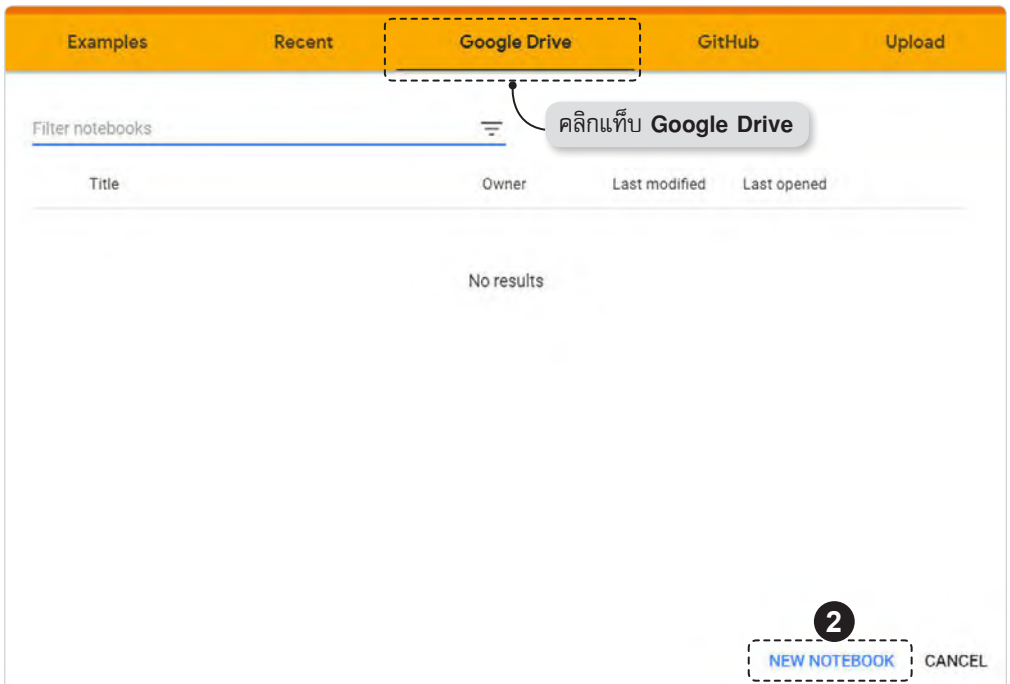 Examples Recent Google Drive GitHub Upload
คลิกแท็บ Google Drive
Filter notebooks
Title Owner Last modified Last opened
No results
2
NEW NOTEBOOK CANCEL